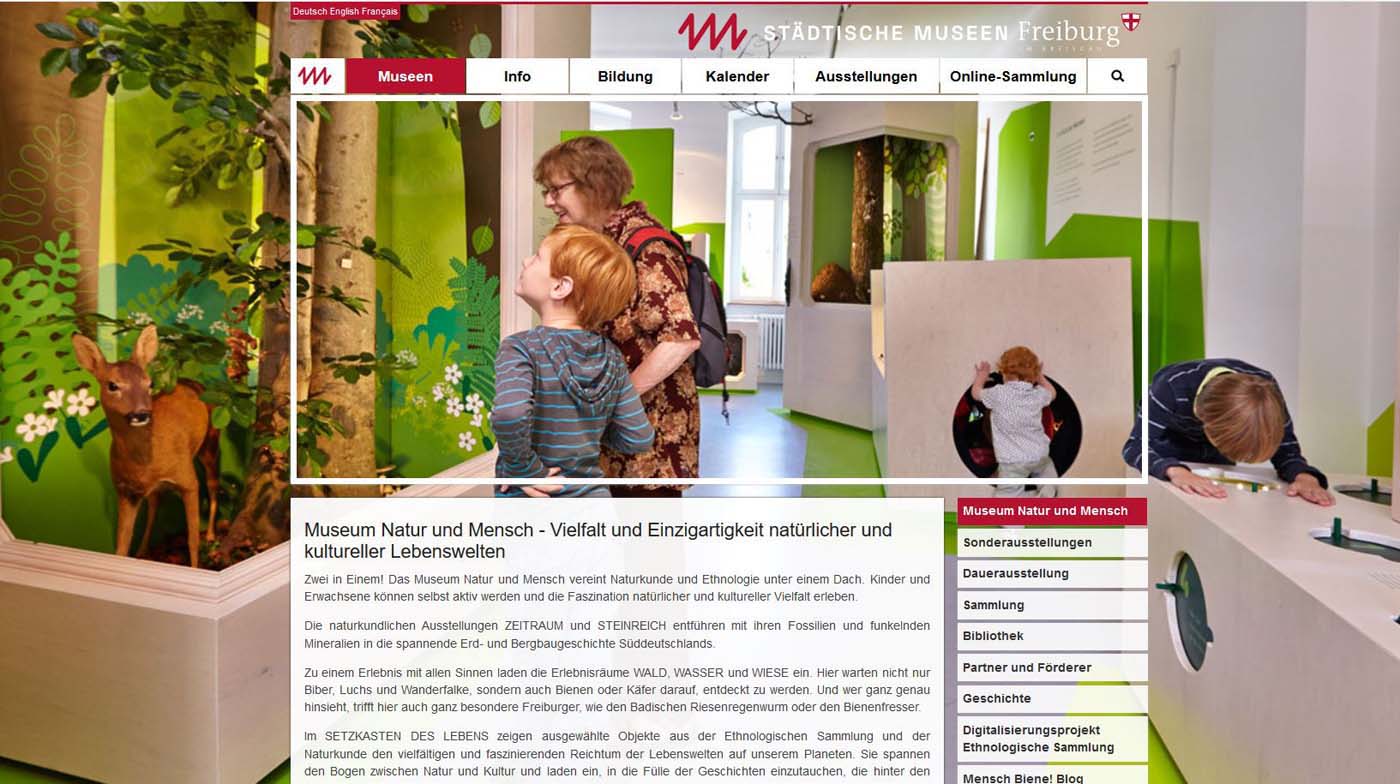 Deutsch English Français
STÄDTISCHE MUSEEN Freiburg
Museen
Info
Bildung
Kalender
Ausstellungen
Online-Sammlung
Museum Natur und Mensch - Vielfalt und Einzigartigkeit natürlicher und
kultureller Lebenswelten
Zwei in Einem! Das Museum Natur und Mensch vereint Naturkunde und Ethnologie unter einem Dach. Kinder und
Erwachsene können selbst aktiv werden und die Faszination natürlicher und kultureller Vielfalt erleben.
Die naturkundlichen Ausstellungen ZEITRAUM und STEINREICH entführen mit ihren Fossilien und funkelnden
Mineralien in die spannende Erd- und Bergbaugeschichte Süddeutschlands.
Zu einem Erlebnis mit allen Sinnen laden die Erlebnisräume WALD, WASSER und WIESE ein. Hier warten nicht nur
Biber, Luchs und Wanderfalke, sondern auch Bienen oder Käfer darauf, entdeckt zu werden. Und wer ganz genau
hinsieht, trifft hier auch ganz besondere Freiburger, wie den Badischen Riesenregenwurm oder den Bienenfresser.
Im SETZKASTEN DES LEBENS zeigen ausgewählte Objekte aus der Ethnologischen Sammlung und der
Naturkunde den vielfältigen und faszinierenden Reichtum der Lebenswelten auf unserem Planeten. Sie spannen
den Bogen zwischen Natur und Kultur und laden ein, in die Fülle der Geschichten einzutauchen, die hinter den
Museum Natur und Mensch
Sonderausstellungen
Dauerausstellung
Sammlung
Bibliothek
Partner und Förderer
Geschichte
Digitalisierungsprojekt
Ethnologische Sammlung
Mensch Biene! Blog